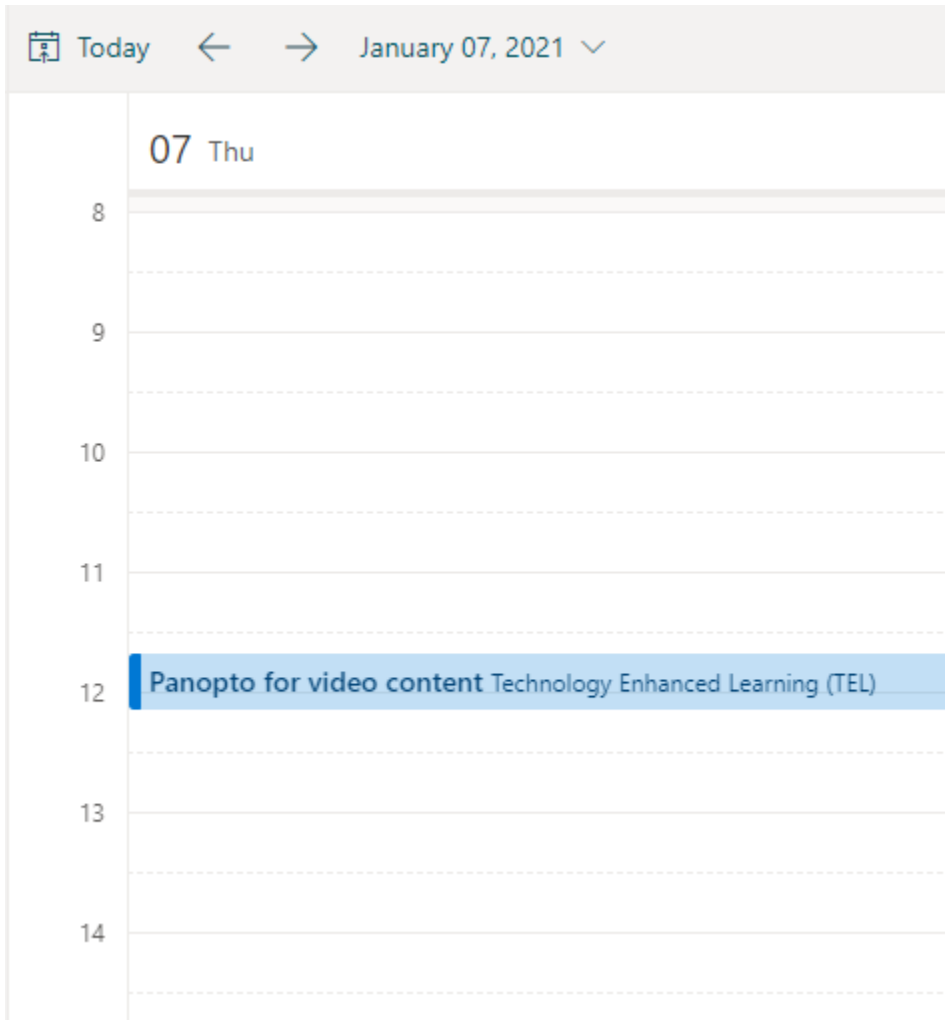 Today January 07, 2021
07 Thu
8
9
10
11
Panopto for video content Technology Enhanced Learning (TEL)
12
13
14